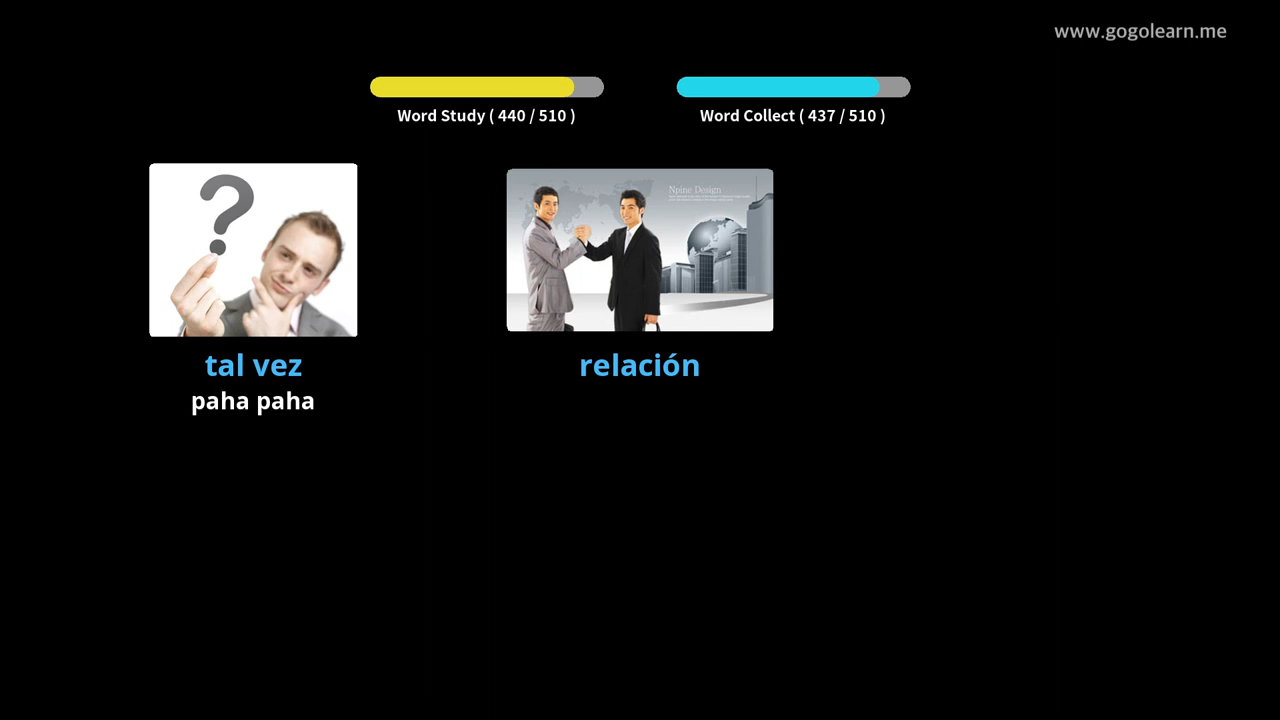 www.gogolearn.me
Word Study ( 440 / 510 )
Word Collect ( 437 / 510 )
Npine Design
tal vez
relación
paha paha